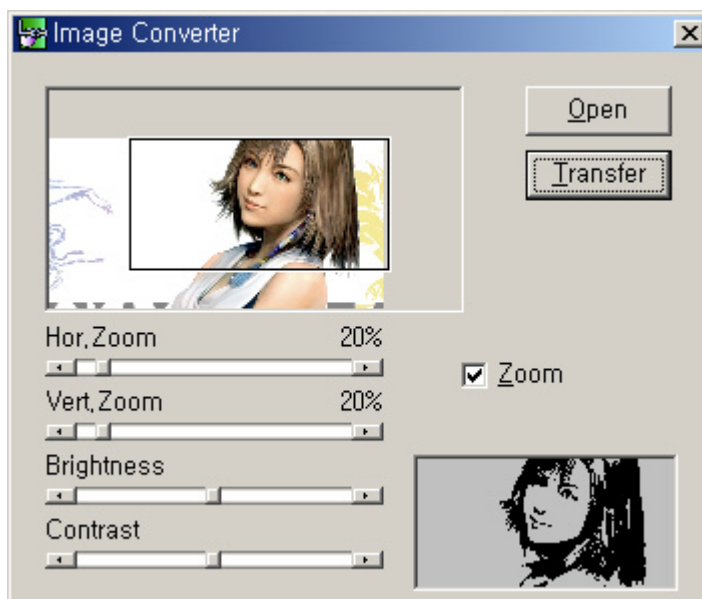 Image Converter
Open
Transfer
Hor,Zoom 20%
Zoom
Vert,Zoom 20%
Brightness
Contrast